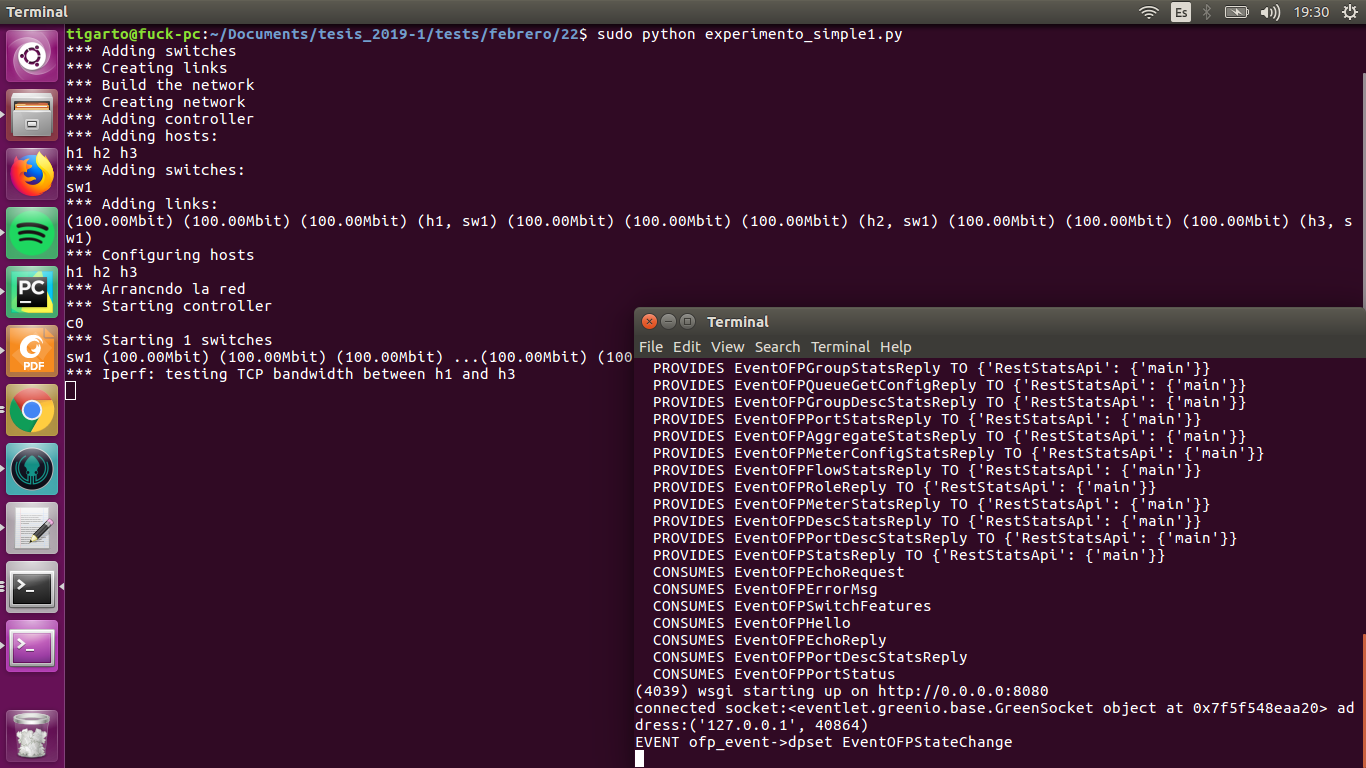 Terminal
Es
19:30
tigarto@fuck-pc:~/Documents/tesis_2019-1/tests/febrero/22$ sudo python experimento_simple1.py
*** Adding switches
*** Creating links
*** Build the network
*** Creating network
*** Adding controller
*** Adding hosts:
h1 h2 h3
*** Adding switches:
sw1
*** Adding links:
(100.00Mbit) (100.00Mbit) (100.00Mbit) (h1, sw1) (100.00Mbit) (100.00Mbit) (100.00Mbit) (h2, sw1) (100.00Mbit) (100.00Mbit) (100.00Mbit) (h3, s
w1)
*** Configuring hosts
h1 h2 h3
*** Arrancndo la red
*** Starting controller
c0
*** Starting 1 switches
sw1 (100.00Mbit) (100.00Mbit) (100.00Mbit) ...(100.00Mbit) (100
*** Iperf: testing TCP bandwidth between h1 and h3
PC
PDF
Terminal
File Edit View Search Terminal Help
PROVIDES EventOFPGroupStatsReply TO {'RestStatsApi': {'main'}}
PROVIDES EventOFPQueueGetConfigReply TO {'RestStatsApi': {'main'}}
PROVIDES EventOFPGroupDescStatsReply TO {'RestStatsApi': {'main'}}
PROVIDES EventOFPPortStatsReply TO {'RestStatsApi': {'main'}}
PROVIDES EventOFPAggregateStatsReply TO {'RestStatsApi': {'main'}}
PROVIDES EventOFPMeterConfigStatsReply TO {'RestStatsApi': {'main'}}
PROVIDES EventOFPFlowStatsReply TO {'RestStatsApi': {'main'}}
PROVIDES EventOFPRoleReply TO {'RestStatsApi': {'main'}}
PROVIDES EventOFPMeterStatsReply TO {'RestStatsApi': {'main'}}
PROVIDES EventOFPDescStatsReply TO {'RestStatsApi': {'main'}}
PROVIDES EventOFPPortDescStatsReply TO {'RestStatsApi': {'main'}}
PROVIDES EventOFPStatsReply TO {'RestStatsApi': {'main'}}
CONSUMES EventOFPEchoRequest
CONSUMES EventOFPErrorMsg
CONSUMES EventOFPSwitchFeatures
CONSUMES EventOFPHello
CONSUMES EventOFPEchoReply
CONSUMES EventOFPPortDescStatsReply
CONSUMES EventOFPPortStatus
(4039) wsgi starting up on http://0.0.0.0:8080
connected socket:<eventlet.greenio.base.GreenSocket object at 0x7f5f548eaa20> ad
dress:('127.0.0.1', 40864)
EVENT ofp_event->dpset EventOFPStateChange